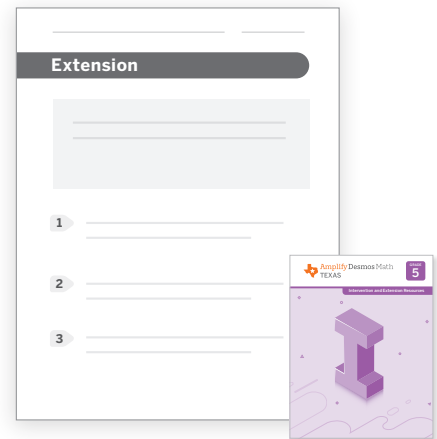 Extension
1
2
3
Amplify Desmos Math
TEXAS
GRADE
5
Intervention and Extension Resources